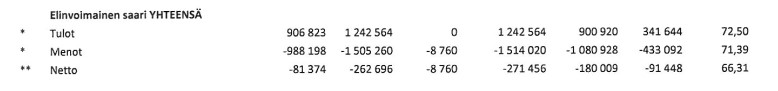 Elinvoimainen saari YHTEENSÄ
* Tulot 906 823 1 242 564 0 1 242 564 900 920 341 644 72,50
* Menot -988 198 -1 505 260 -8 760 -1 514 020 -1 080 928 -433 092 71,39
** Netto -81 374 -262 696 -8 760 -271 456 -180 009 -91 448 66,31